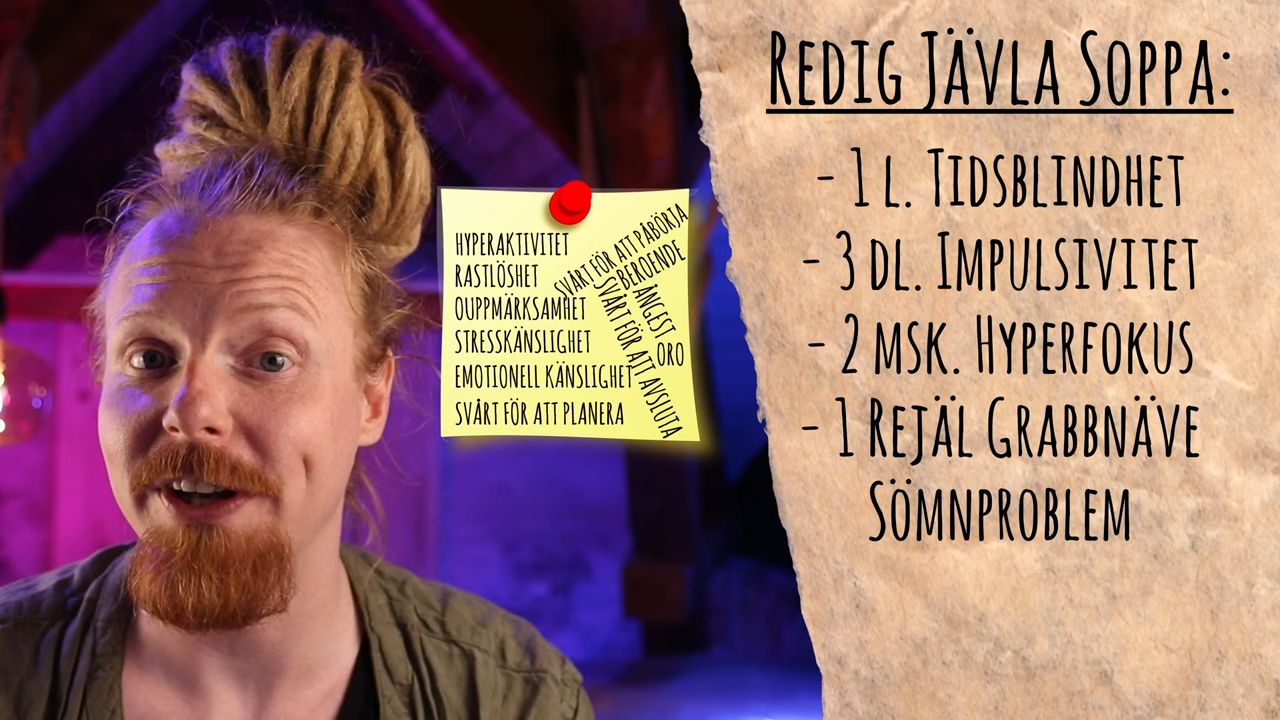 HYPERAKTIVITET
RASTLÖSHET
OUPPMÄRKSAMHET
STRESSKÄNSLIGHET
EMOTIONELL KÄNSLIGHET
SVÅRT FÖR ATT PLANERA
SVÅRT FÖR ATT PÅBÖRJA
BEROENDE
ÅNGEST
ORO
SVÅRT FÖR ATT AVSLUTA
REDIG JÄVLA SOPPA:
- 1 L. TIDSBLINDHET
- 3 DL. IMPULSIVITET
- 2 MSK. HYPERFOKUS
- 1 REJÄL GRABBNÄVE
SÖMNPROBLEM